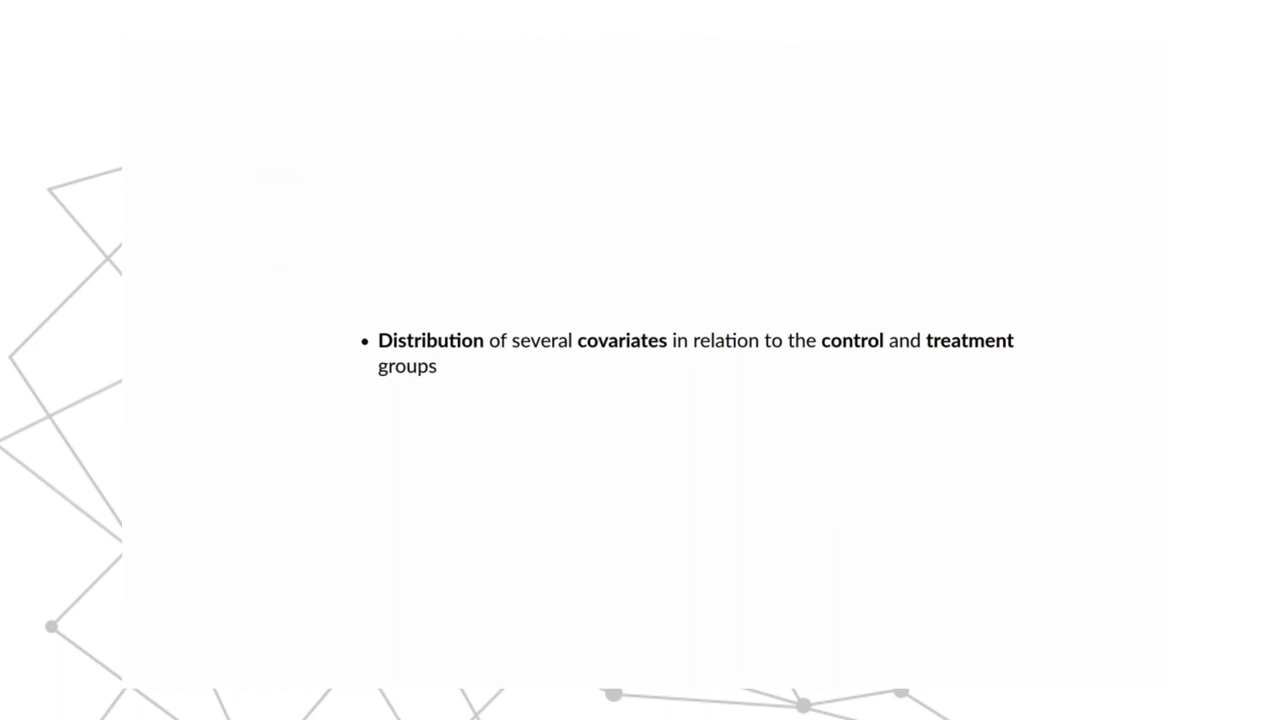 • Distribution of several covariates in relation to the control and treatment
groups